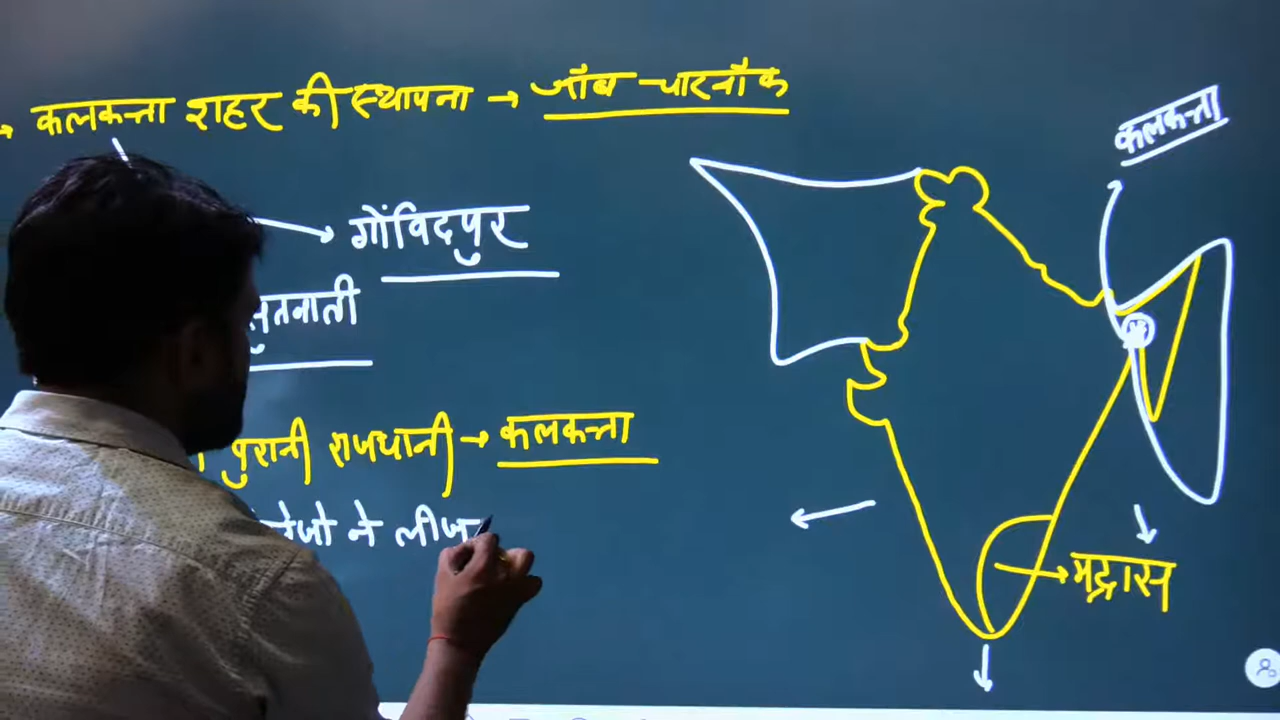 कलकत्ता शहर की स्थापना → जॉब-चारनौक
कलकत्ता
गोंविदपुर
सुतनाती
पुरानी राजधानी → कलकत्ता
ने लीज
मद्रास